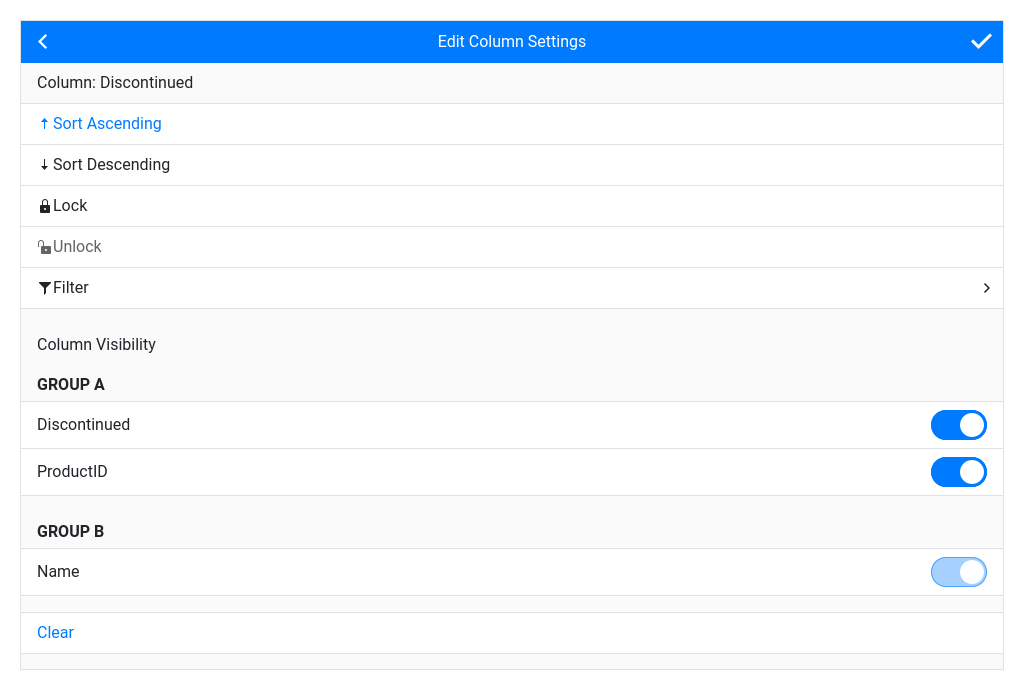 Edit Column Settings
Column: Discontinued
Sort Ascending
Sort Descending
Lock
Unlock
Filter
Column Visibility
GROUP A
Discontinued
ProductID
GROUP B
Name
Clear